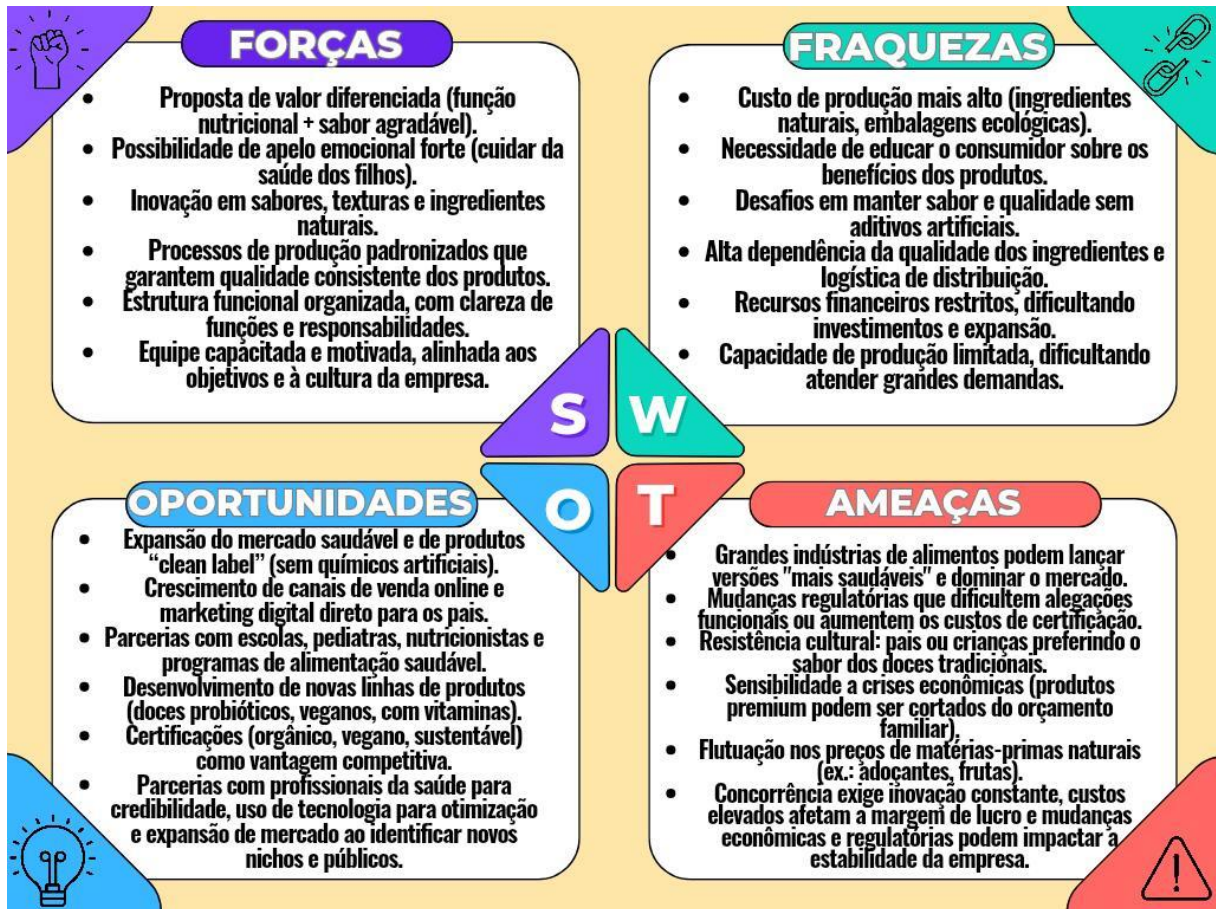 FORÇAS
• Proposta de valor diferenciada (função
nutricional + sabor agradável).
• Possibilidade de apelo emocional forte (cuidar da
saúde dos filhos).
• Inovação em sabores, texturas e ingredientes
naturais.
• Processos de produção padronizados que
garantem qualidade consistente dos produtos.
• Estrutura funcional organizada, com clareza de
funções e responsabilidades.
• Equipe capacitada e motivada, alinhada aos
objetivos e à cultura da empresa.
FRAQUEZAS
• Custo de produção mais alto (ingredientes
naturais, embalagens ecológicas).
• Necessidade de educar o consumidor sobre os
benefícios dos produtos.
• Desafios em manter sabor e qualidade sem
aditivos artificiais.
• Alta dependência da qualidade dos ingredientes e
logística de distribuição.
• Recursos financeiros restritos, dificultando
investimentos e expansão.
• Capacidade de produção limitada, dificultando
atender grandes demandas.
S W
O T
OPORTUNIDADES
• Expansão do mercado saudável e de produtos
“clean label” (sem químicos artificiais).
• Crescimento de canais de venda online e
marketing digital direto para os pais.
• Parcerias com escolas, pediatras, nutricionistas e
programas de alimentação saudável.
• Desenvolvimento de novas linhas de produtos
(doces probióticos, veganos, com vitaminas).
• Certificações (orgânico, vegano, sustentável)
como vantagem competitiva.
• Parcerias com profissionais da saúde para
credibilidade, uso de tecnologia para otimização
e expansão de mercado ao identificar novos
nichos e públicos.
AMEAÇAS
• Grandes indústrias de alimentos podem lançar
versões "mais saudáveis" e dominar o mercado.
• Mudanças regulatórias que dificultem alegações
funcionais ou aumentem os custos de certificação.
• Resistência cultural: pais ou crianças preferindo o
sabor dos doces tradicionais.
• Sensibilidade a crises econômicas (produtos
premium podem ser cortados do orçamento
familiar).
• Flutuação nos preços de matérias-primas naturais
(ex.: adoçantes, frutas).
• Concorrência exige inovação constante, custos
elevados afetam a margem de lucro e mudanças
econômicas e regulatórias podem impactar a
estabilidade da empresa.